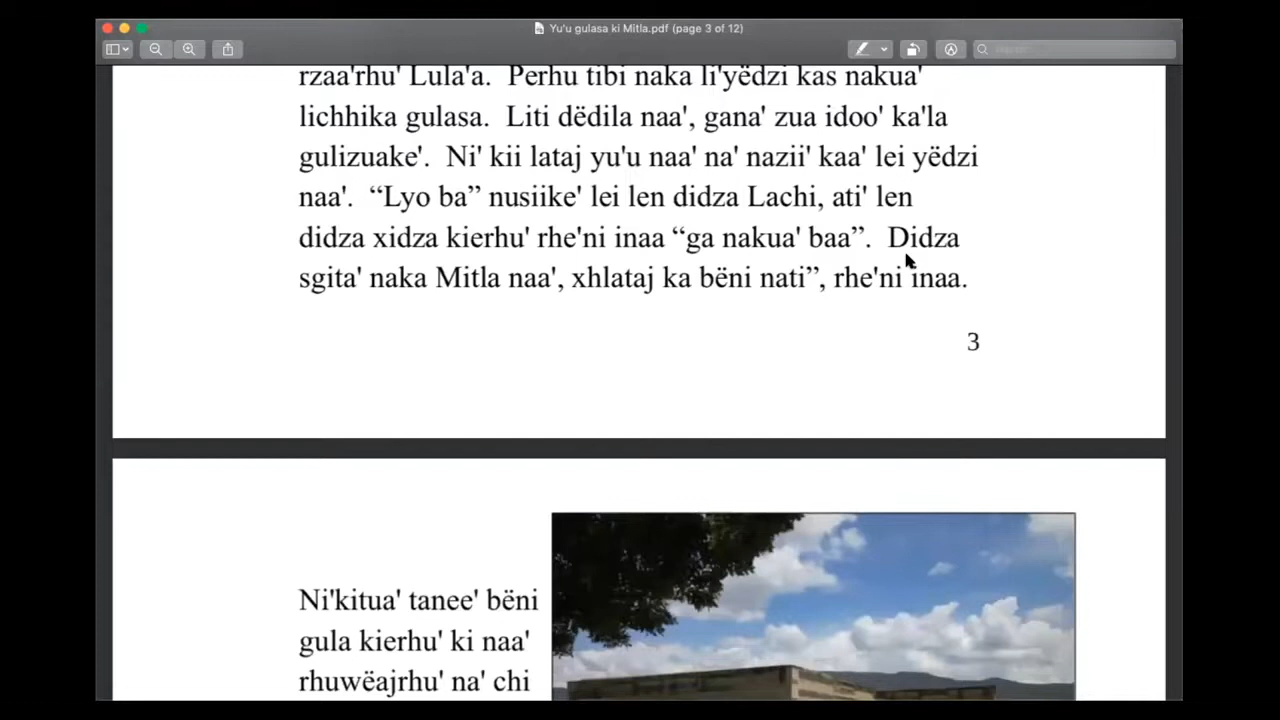 Yu'u gulasa ki Mitla.pdf (page 3 of 12)
rzaa'rhu' Lula'a. Perhu tibi naka li'yëdzi kas nakua'
lichhika gulasa. Liti dëdila naa', gana' zua idoo' ka'la
gulizuake'. Ni' kii lataj yu'u naa' na' nazii' kaa' lei yëdzi
naa'. “Lyo ba” nusiike' lei len didza Lachi, ati' len
didza xidza kierhu' rhe'ni inaa “ga nakua' baa”. Didza
sgita' naka Mitla naa', xhlataj ka bëni nati”, rhe'ni inaa.
3
Ni'kitua' tanee' bëni
gula kierhu' ki naa'
rhuwëajrhu' na' chi